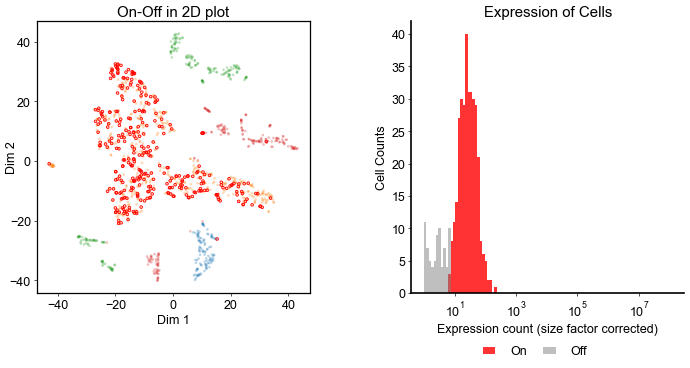 On-Off in 2D plot
40
20
0
−20
−40
Dim 2
−40
−20
0
20
40
Dim 1
Expression of Cells
40
35
30
25
20
15
10
5
0
Cell Counts
10^1
10^3
10^5
10^7
Expression count (size factor corrected)
On
Off